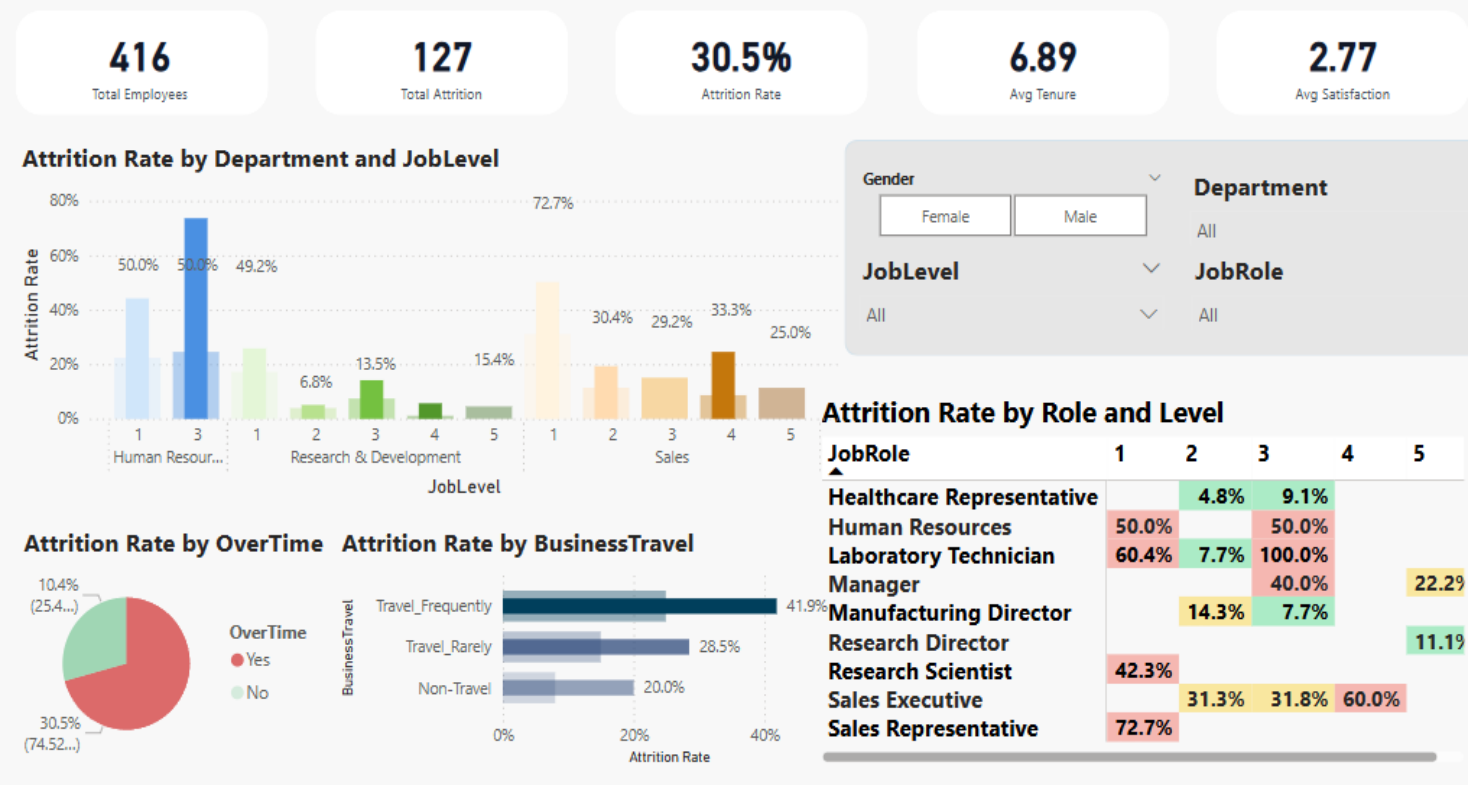 416
Total Employees
127
Total Attrition
30.5%
Attrition Rate
6.89
Avg Tenure
2.77
Avg Satisfaction
Attrition Rate by Department and JobLevel
Attrition Rate
80%
60%
40%
20%
0%
50.0%
50.0%
49.2%
6.8%
13.5%
15.4%
72.7%
30.4%
29.2%
33.3%
25.0%
1 3 1 2 3 4 5 1 2 3 4 5
Human Resour... Research & Development Sales
JobLevel
Gender
Female Male
Department
All
JobLevel
All
JobRole
All
Attrition Rate by OverTime
10.4%
(25.4...)
30.5%
(74.52...)
OverTime
Yes
No
Attrition Rate by BusinessTravel
BusinessTravel
Travel_Frequently 41.9%
Travel_Rarely 28.5%
Non-Travel 20.0%
0% 20% 40%
Attrition Rate
Attrition Rate by Role and Level
JobRole 1 2 3 4 5
Healthcare Representative 4.8% 9.1%
Human Resources 50.0% 50.0%
Laboratory Technician 60.4% 7.7% 100.0%
Manager 40.0% 22.2%
Manufacturing Director 14.3% 7.7%
Research Director 11.1%
Research Scientist 42.3%
Sales Executive 31.3% 31.8% 60.0%
Sales Representative 72.7%